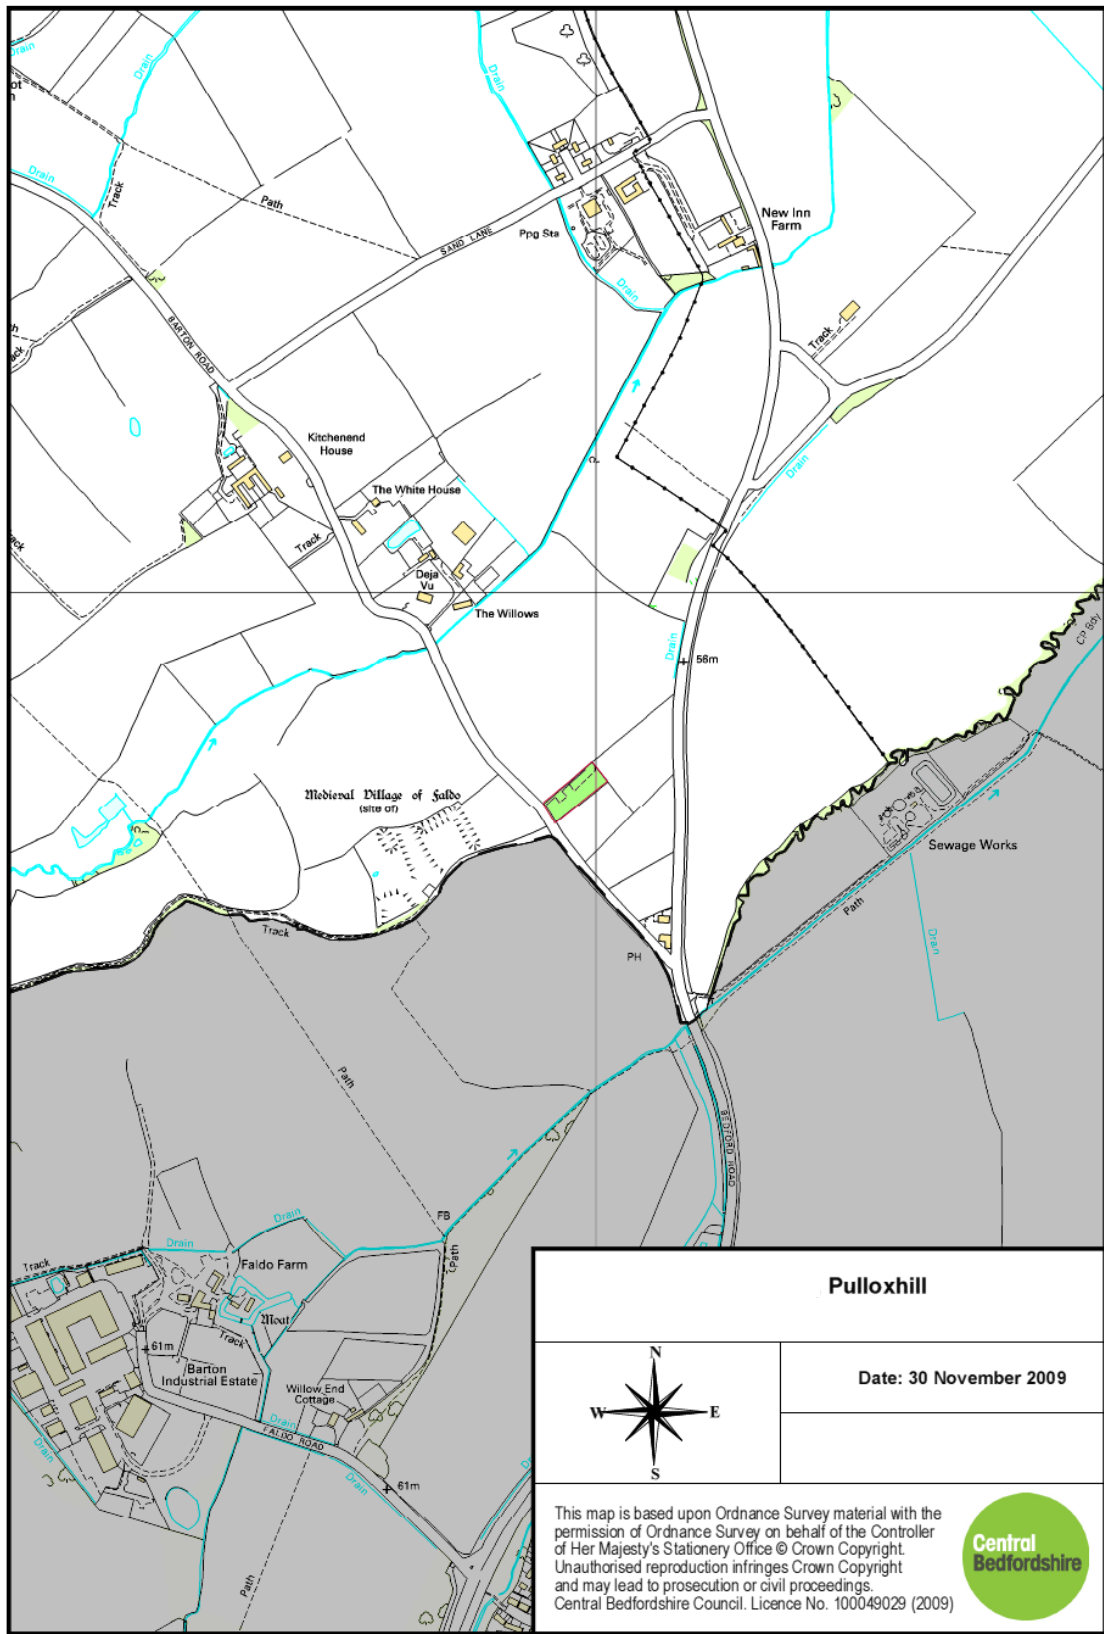 Drain
Drain
Drain
Drain
Track
Path
SAND LANE
Ppg Sta
New Inn
Farm
Drain
Track
BARTON ROAD
Kitchenend
House
The White House
Track
Deja
Vu
The Willows
Drain
Drain
56m
CP Bdy
Medieval Village of Faldo
(site of)
Sewage Works
Path
Drain
Track
PH
Path
BEDFORD ROAD
FB
Path
Drain
Drain
Track
Faldo Farm
Moat
Track
61m
Barton
Industrial Estate
Willow End
Cottage
Drain
FALDO ROAD
Drain
61m
Drain
Path
Pulloxhill
N
W
E
S
Date: 30 November 2009
This map is based upon Ordnance Survey material with the
permission of Ordnance Survey on behalf of the Controller
of Her Majesty's Stationery Office © Crown Copyright.
Unauthorised reproduction infringes Crown Copyright
and may lead to prosecution or civil proceedings.
Central Bedfordshire Council. Licence No. 100049029 (2009)
Central
Bedfordshire